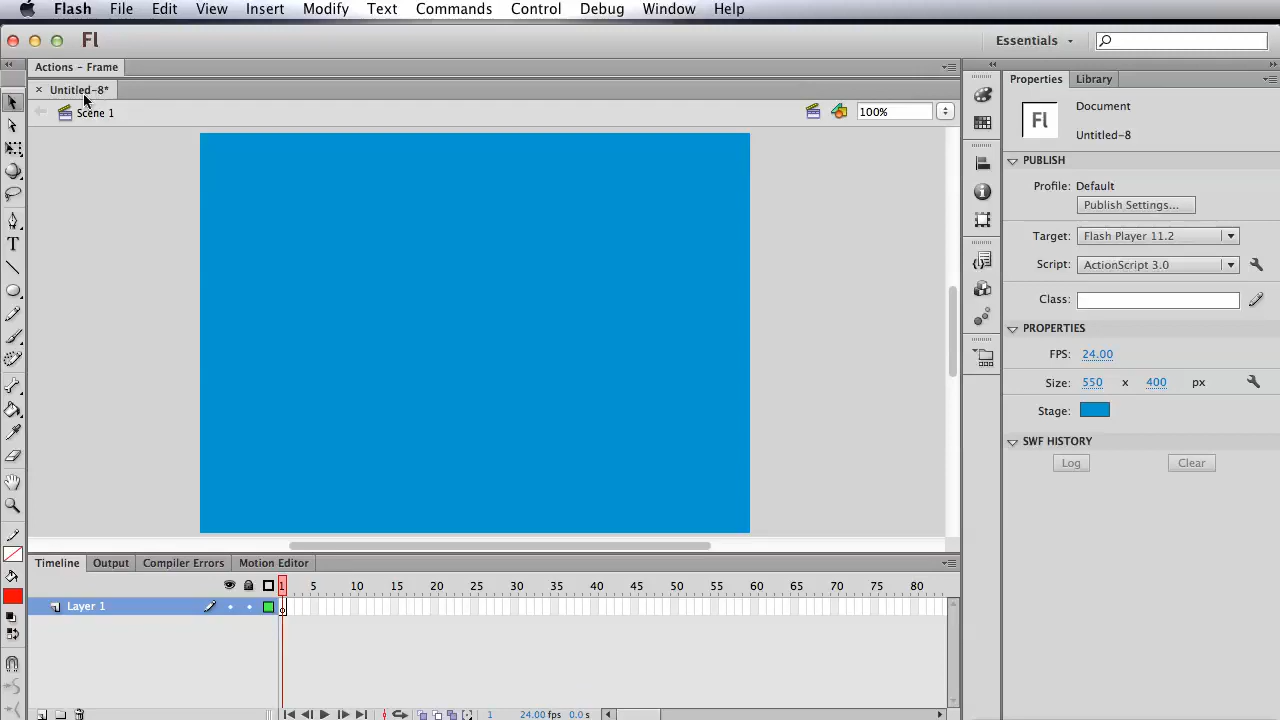 Flash File Edit View Insert Modify Text Commands Control Debug Window Help
Fl Essentials
Actions - Frame
Untitled-8*
Scene 1 100%
Properties Library
Fl Document
Untitled-8
PUBLISH
Profile: Default
Publish Settings...
Target: Flash Player 11.2
Script: ActionScript 3.0
Class:
PROPERTIES
FPS: 24.00
Size: 550 x 400 px
Stage:
SWF HISTORY
Log Clear
Timeline Output Compiler Errors Motion Editor
1 5 10 15 20 25 30 35 40 45 50 55 60 65 70 75 80
Layer 1
1 24.00 fps 0.0 s